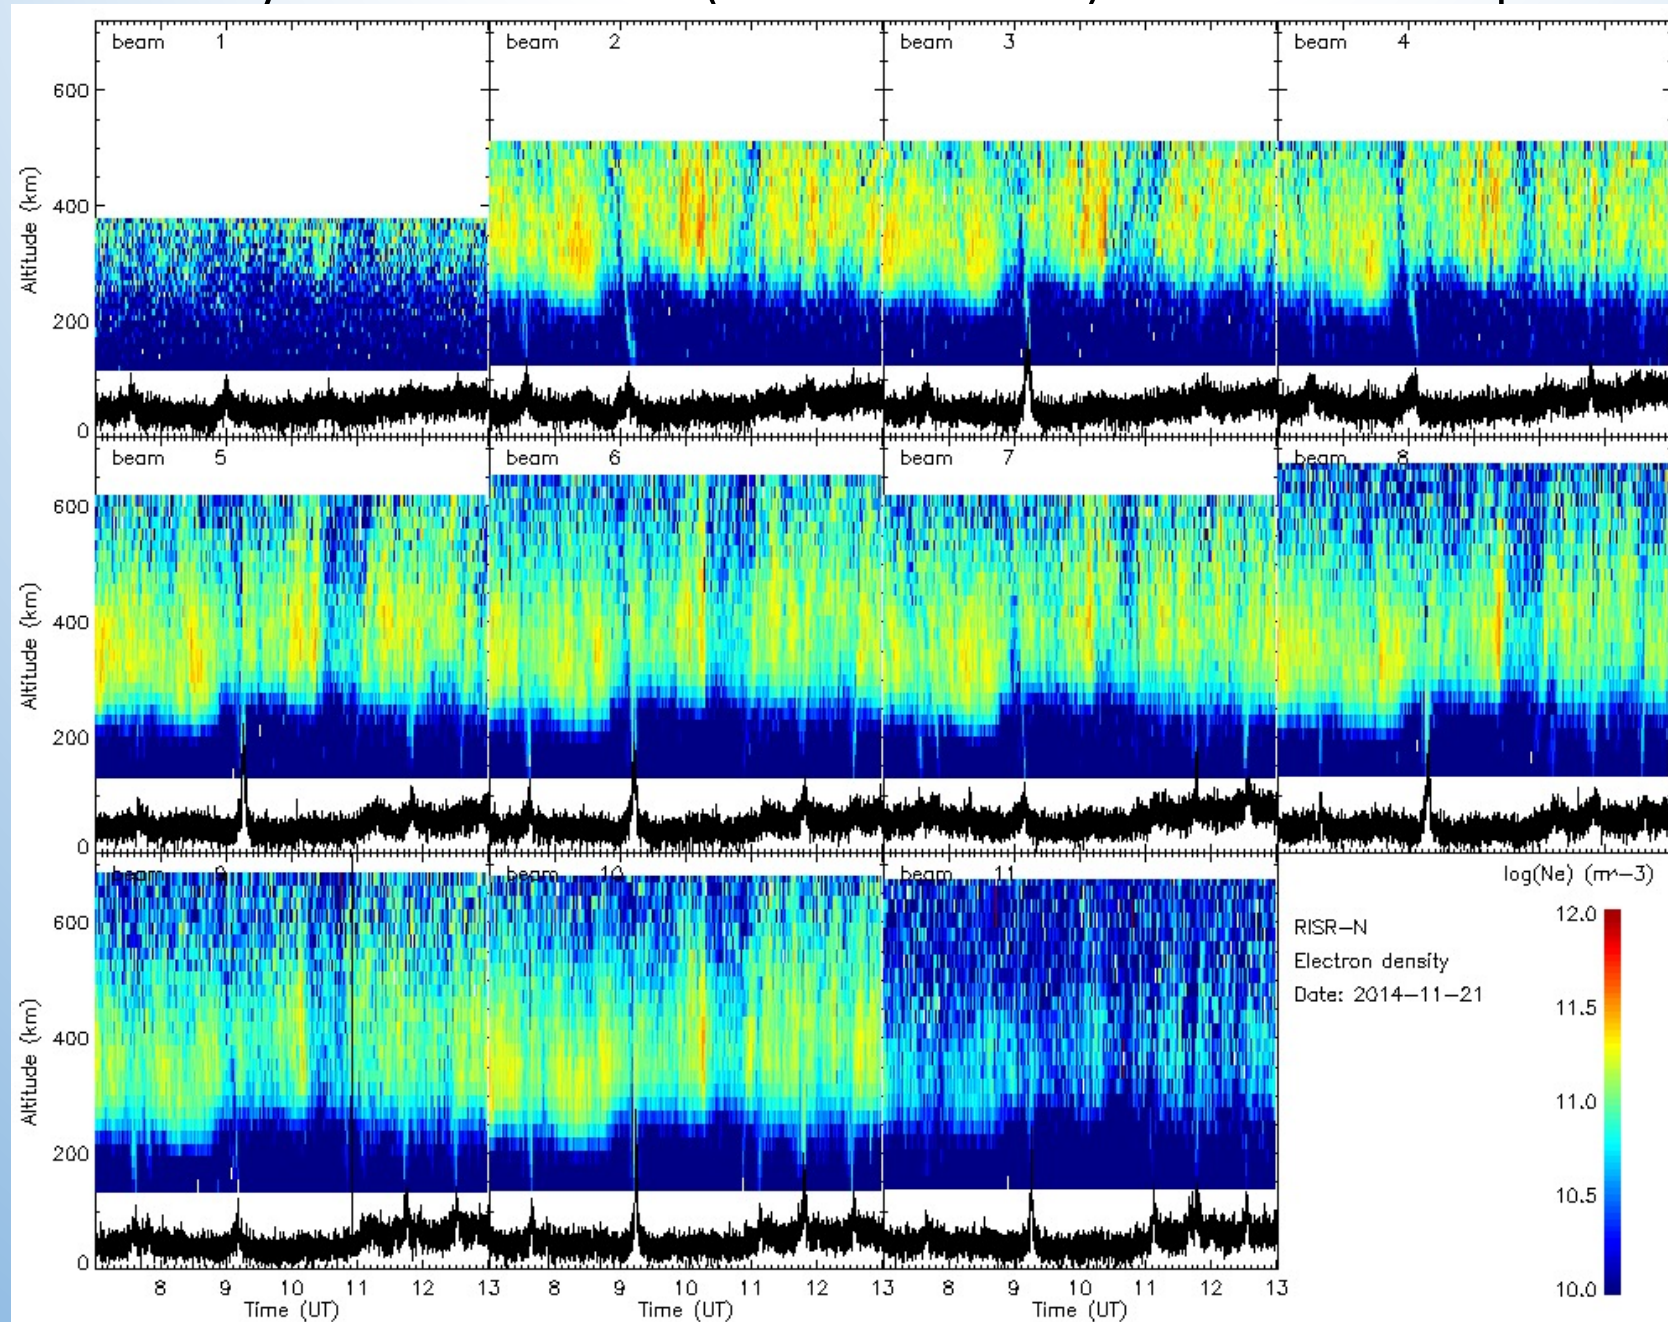 beam 1
beam 2
beam 3
beam 4
600
400
200
0
Altitude (km)
beam 5
beam 6
beam 7
beam 8
600
400
200
0
Altitude (km)
beam 9
beam 10
beam 11
600
400
200
0
Altitude (km)
8 9 10 11 12 13
Time (UT)
8 9 10 11 12 13
Time (UT)
8 9 10 11 12 13
Time (UT)
RISR-N
Electron density
Date: 2014-11-21
log(Ne) (m^-3)
12.0
11.5
11.0
10.5
10.0